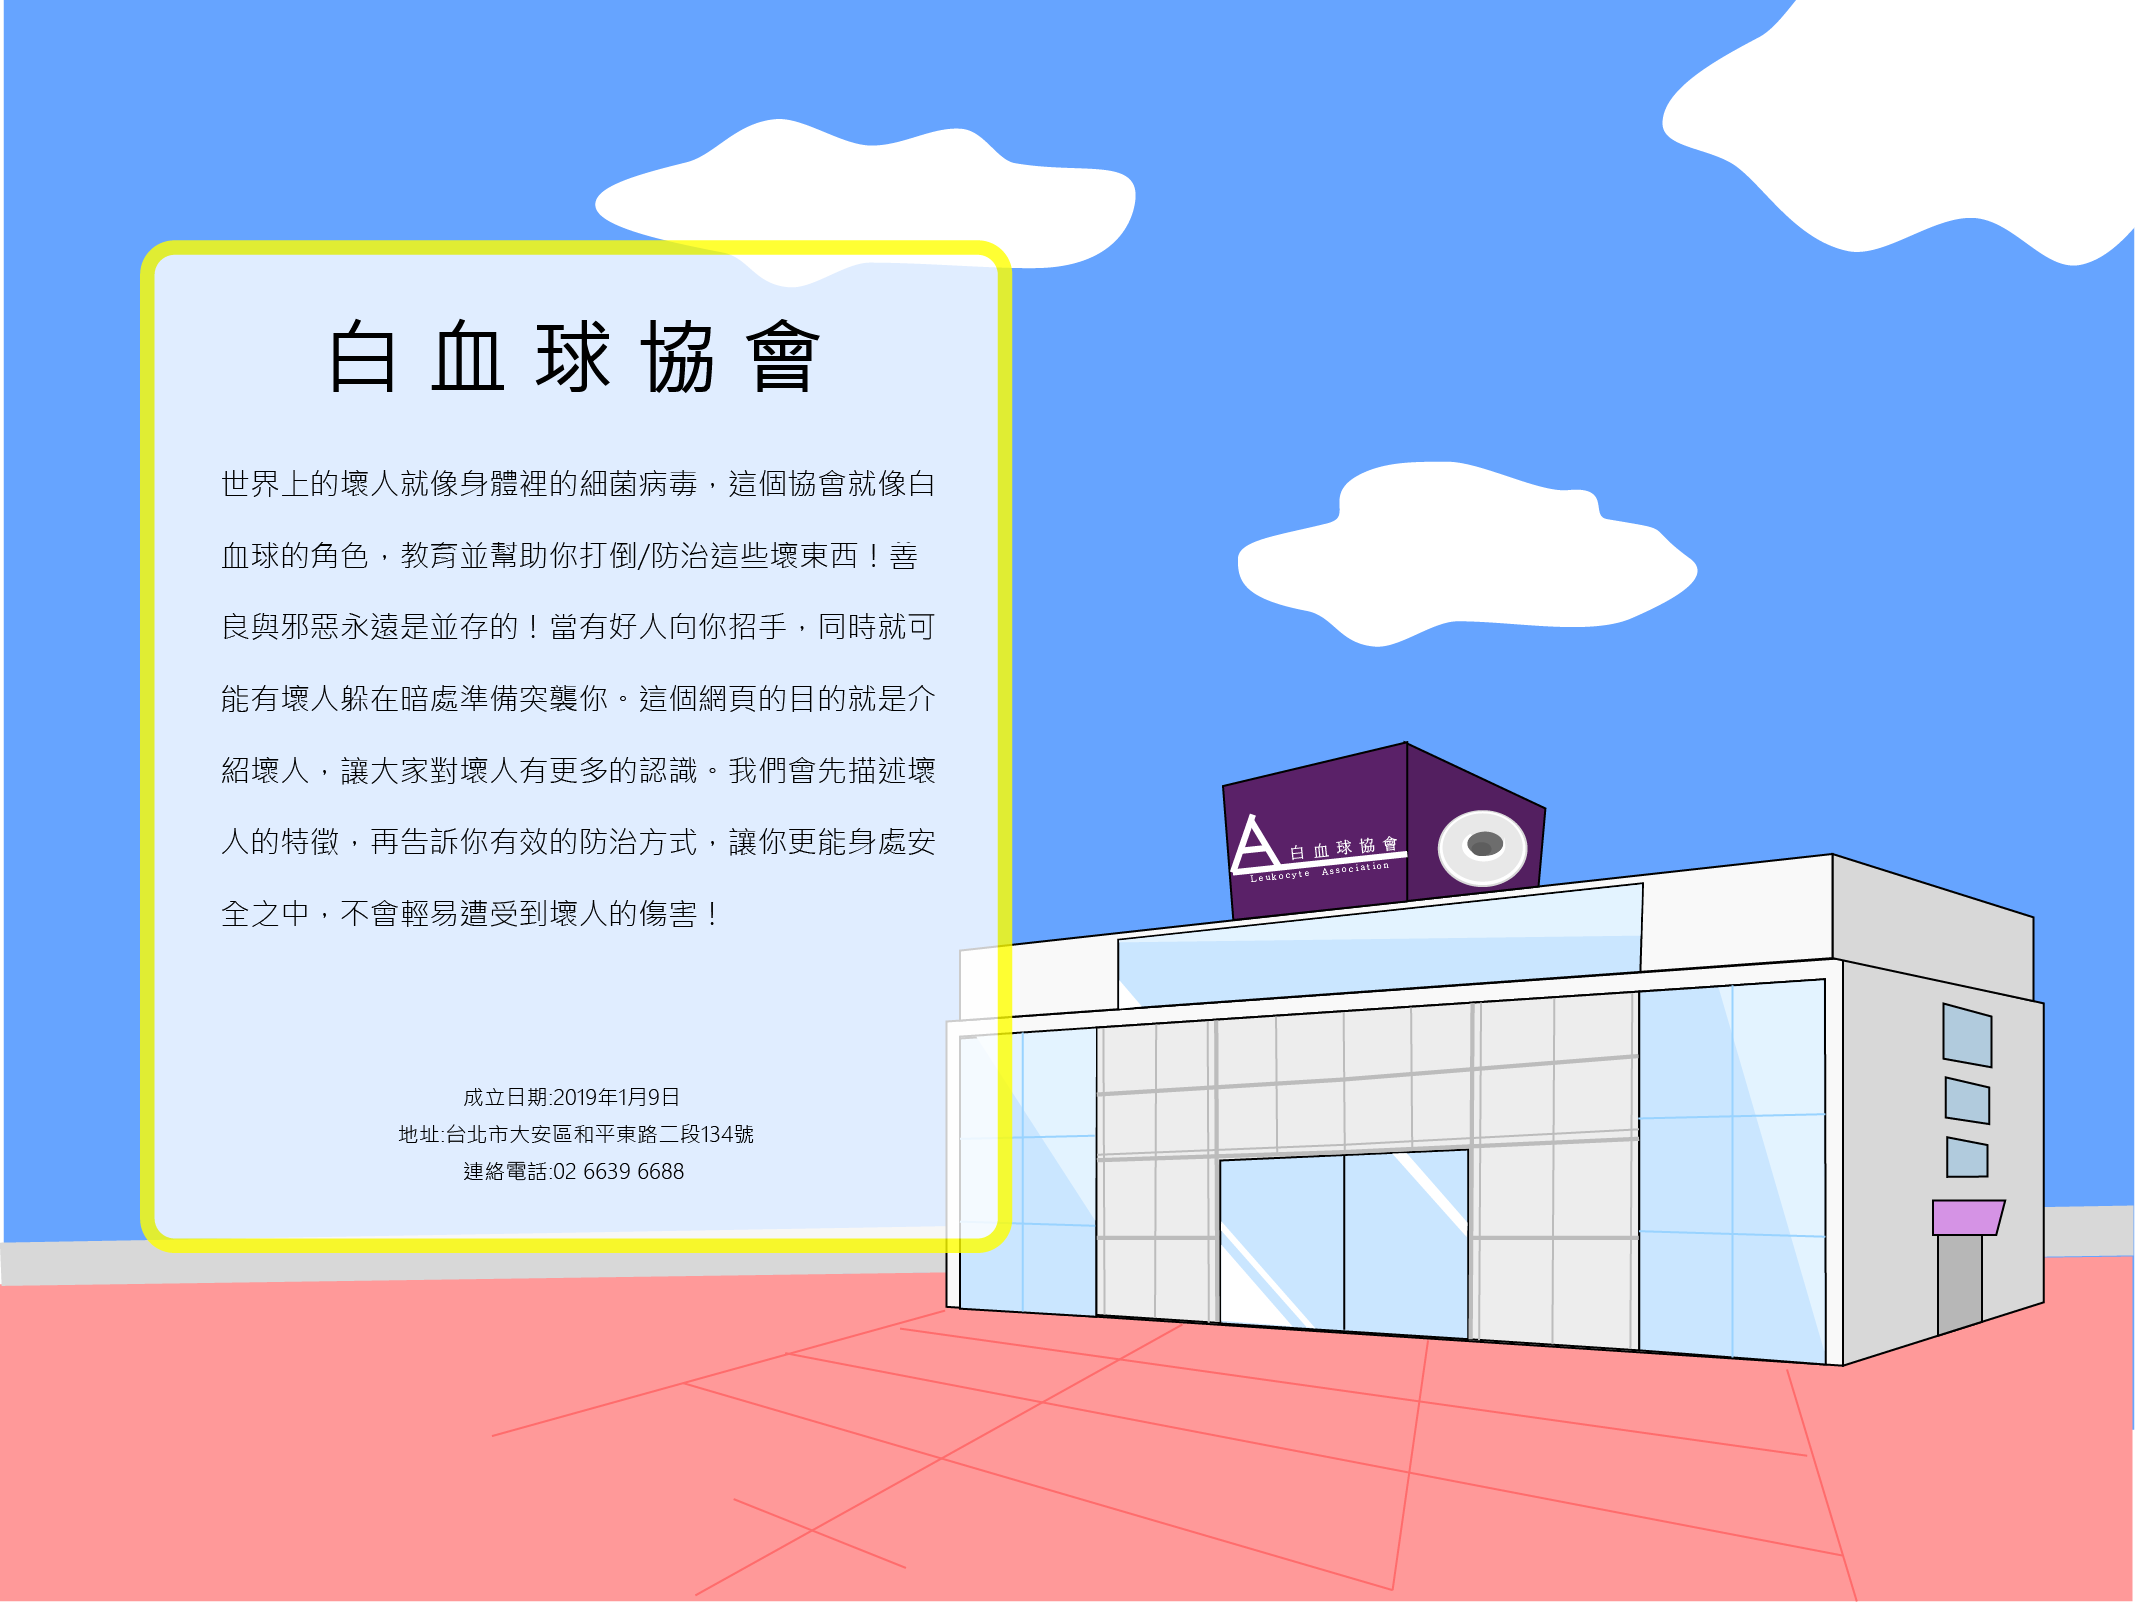 白血球協會
世界上的壞人就像身體裡的細菌病毒，這個協會就像白
血球的角色，教育並幫助你打倒/防治這些壞東西！善
良與邪惡永遠是並存的！當有好人向你招手，同時就可
能有壞人躲在暗處準備突襲你。這個網頁的目的就是介
紹壞人，讓大家對壞人有更多的認識。我們會先描述壞
人的特徵，再告訴你有效的防治方式，讓你更能身處安
全之中，不會輕易遭受到壞人的傷害！
成立日期:2019年1月9日
地址:台北市大安區和平東路二段134號
連絡電話:02 6639 6688
白血球協會
Leukocyte Association